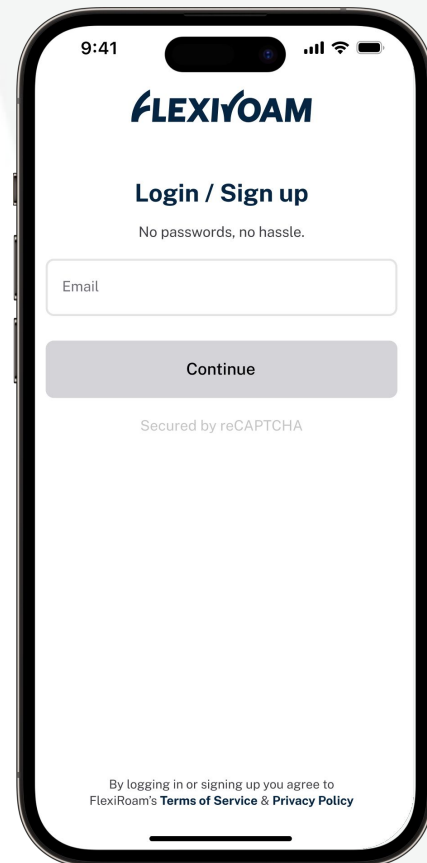 9:41
FLEXIROAM
Login / Sign up
No passwords, no hassle.
Email
Continue
Secured by reCAPTCHA
By logging in or signing up you agree to
FlexiRoam's Terms of Service & Privacy Policy